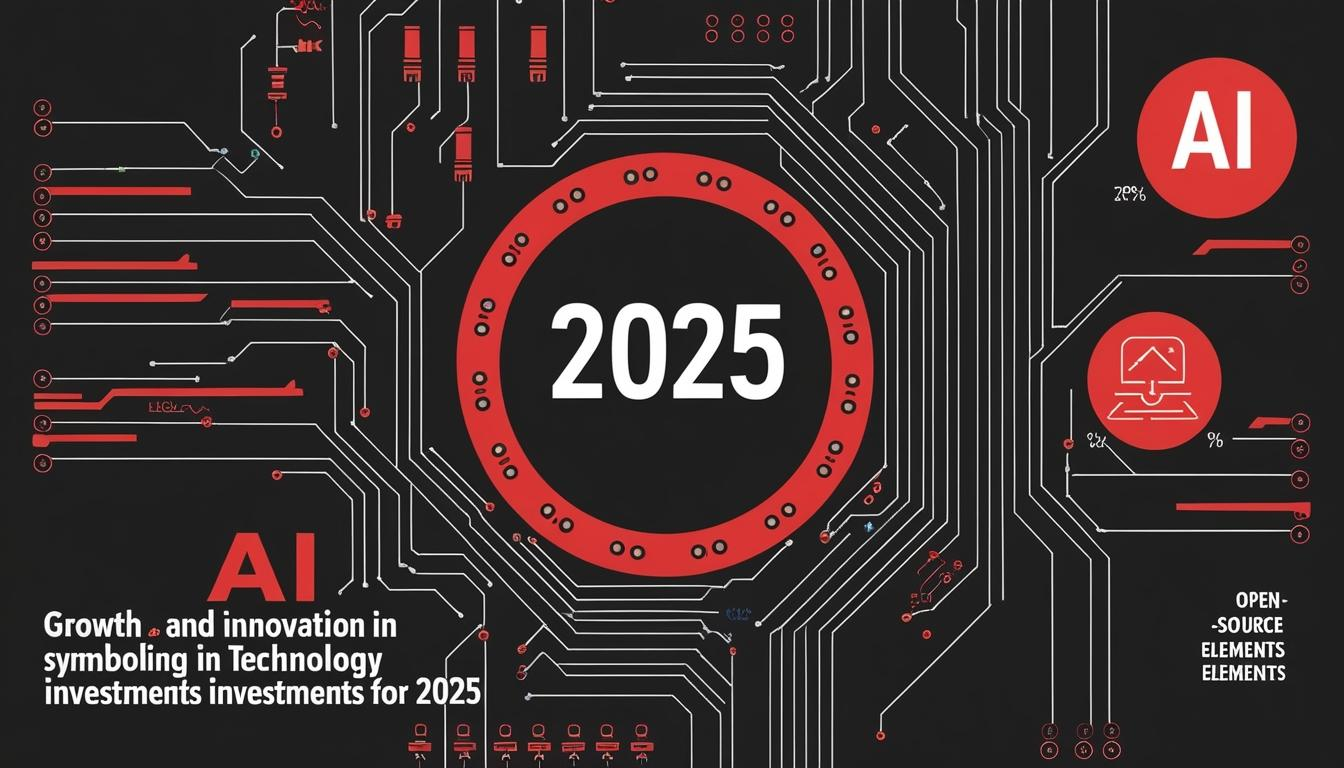 AI
2025
AI
Growth and innovation in
symboling in Technology
investments investments for 2025
OPEN-
-SOURCE
ELEMENTS
ELEMENTS